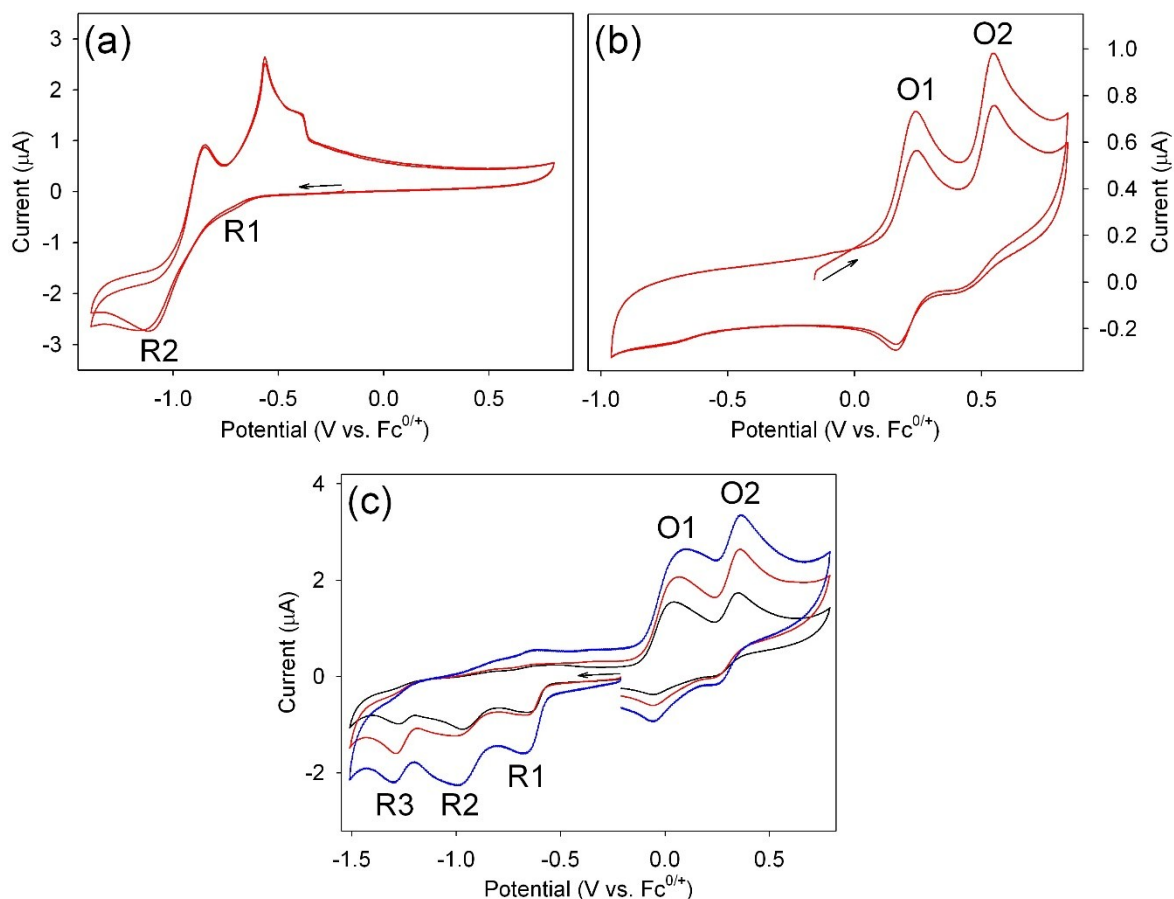 (a)
3
2
1
0
-1
-2
-3
Current (μA)
R1
R2
-1.0 -0.5 0.0 0.5
Potential (V vs. Fc0/+)
(b)
O1
O2
1.0
0.8
0.6
0.4
0.2
0.0
-0.2
Current (μA)
-1.0 -0.5 0.0 0.5
Potential (V vs. Fc0/+)
(c)
4
2
0
-2
Current (μA)
O1
O2
R3
R2
R1
-1.5 -1.0 -0.5 0.0 0.5
Potential (V vs. Fc0/+)